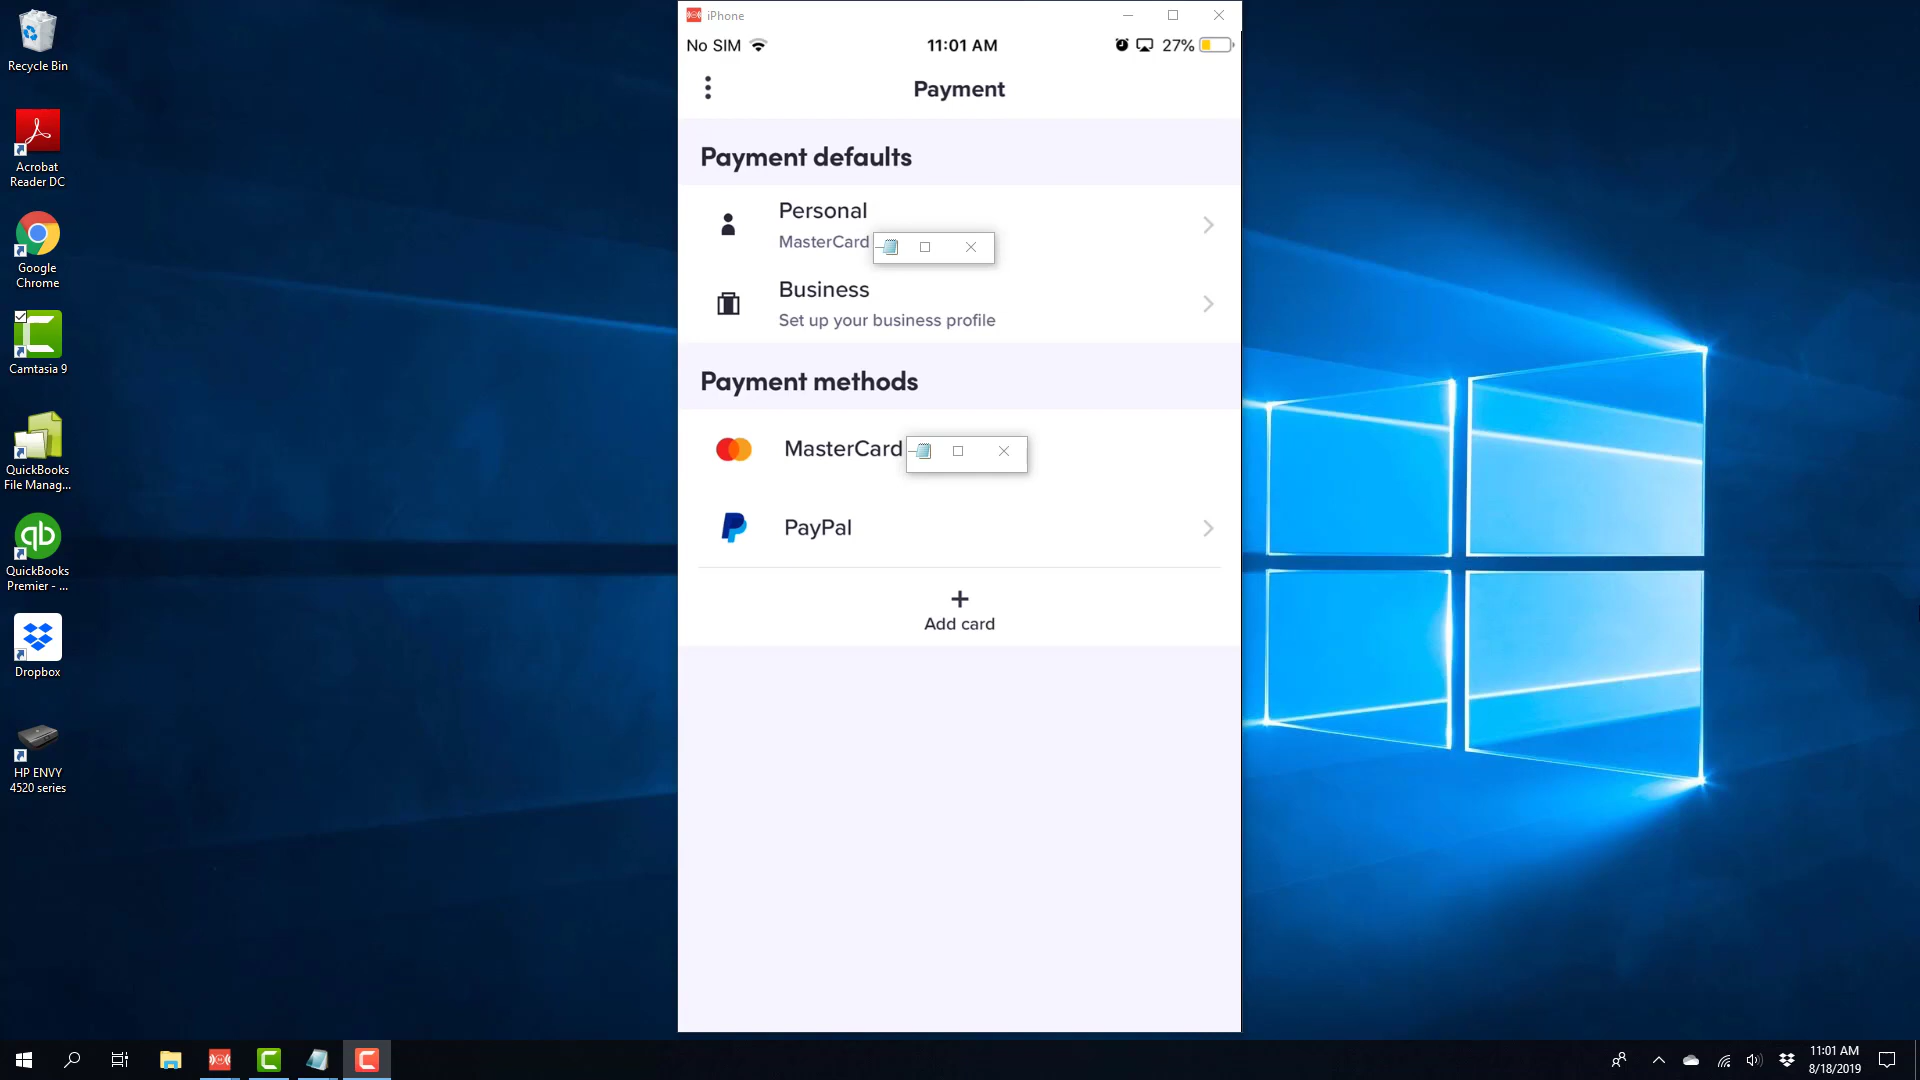 Recycle Bin
Acrobat
Reader DC
Google
Chrome
Camtasia 9
QuickBooks
File Manag...
QuickBooks
Premier - ...
Dropbox
HP ENVY
4520 series
iPhone
No SIM
11:01 AM
27%
Payment
Payment defaults
Personal
MasterCard
Business
Set up your business profile
Payment methods
MasterCard
PayPal
+
Add card
qb
11:01 AM
8/18/2019